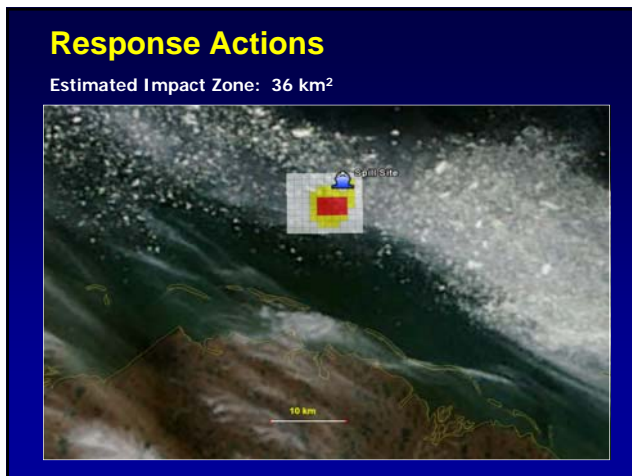 Response Actions
Estimated Impact Zone: 36 km²
Spill Site
10 km